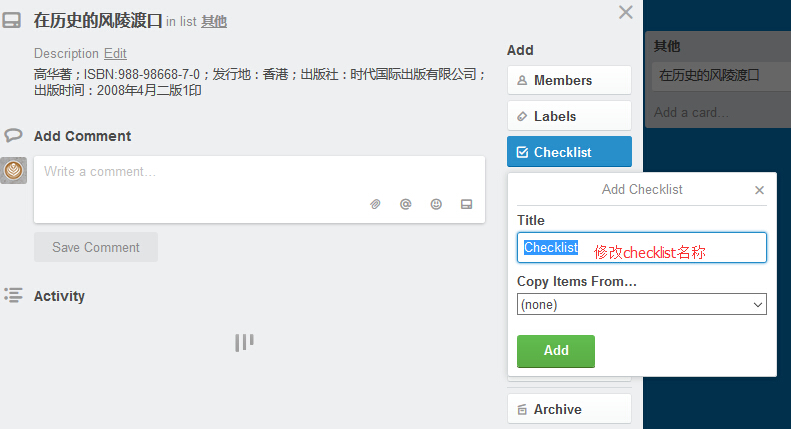 在历史的风陵渡口 in list 其他
Description Edit
高华著；ISBN:988-98668-7-0；发行地：香港；出版社：时代国际出版有限公司；
出版时间：2008年4月二版1印
Add Comment
Write a comment…
@
Save Comment
Activity
Add
Members
Labels
Checklist
Add Checklist
Title
Checklist 修改checklist名称
Copy Items From…
(none)
Add
Archive
其他
在历史的风陵渡口
Add a card…